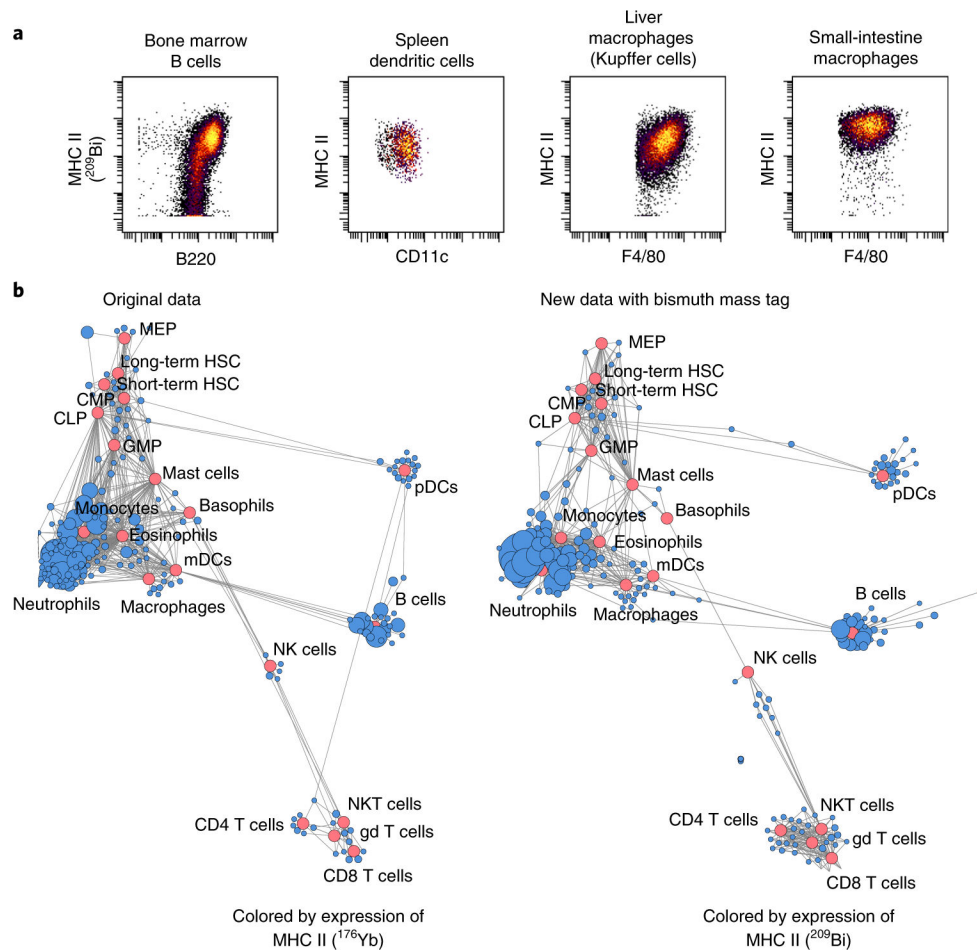 a
Bone marrow
B cells
Spleen
dendritic cells
Liver
macrophages
(Kupffer cells)
Small-intestine
macrophages
MHC II
(²⁰⁹Bi)
MHC II
MHC II
MHC II
B220
CD11c
F4/80
F4/80
b
Original data
New data with bismuth mass tag
MEP
Long-term HSC
Short-term HSC
CMP
CLP
GMP
Mast cells
pDCs
Basophils
Monocytes
Eosinophils
mDCs
Neutrophils
Macrophages
B cells
NK cells
NKT cells
CD4 T cells
gd T cells
CD8 T cells
Colored by expression of
MHC II (¹⁷⁶Yb)
MEP
Long-term HSC
Short-term HSC
CMP
CLP
GMP
Mast cells
pDCs
Basophils
Monocytes
Eosinophils
mDCs
Neutrophils
Macrophages
B cells
NK cells
NKT cells
CD4 T cells
gd T cells
CD8 T cells
Colored by expression of
MHC II (²⁰⁹Bi)